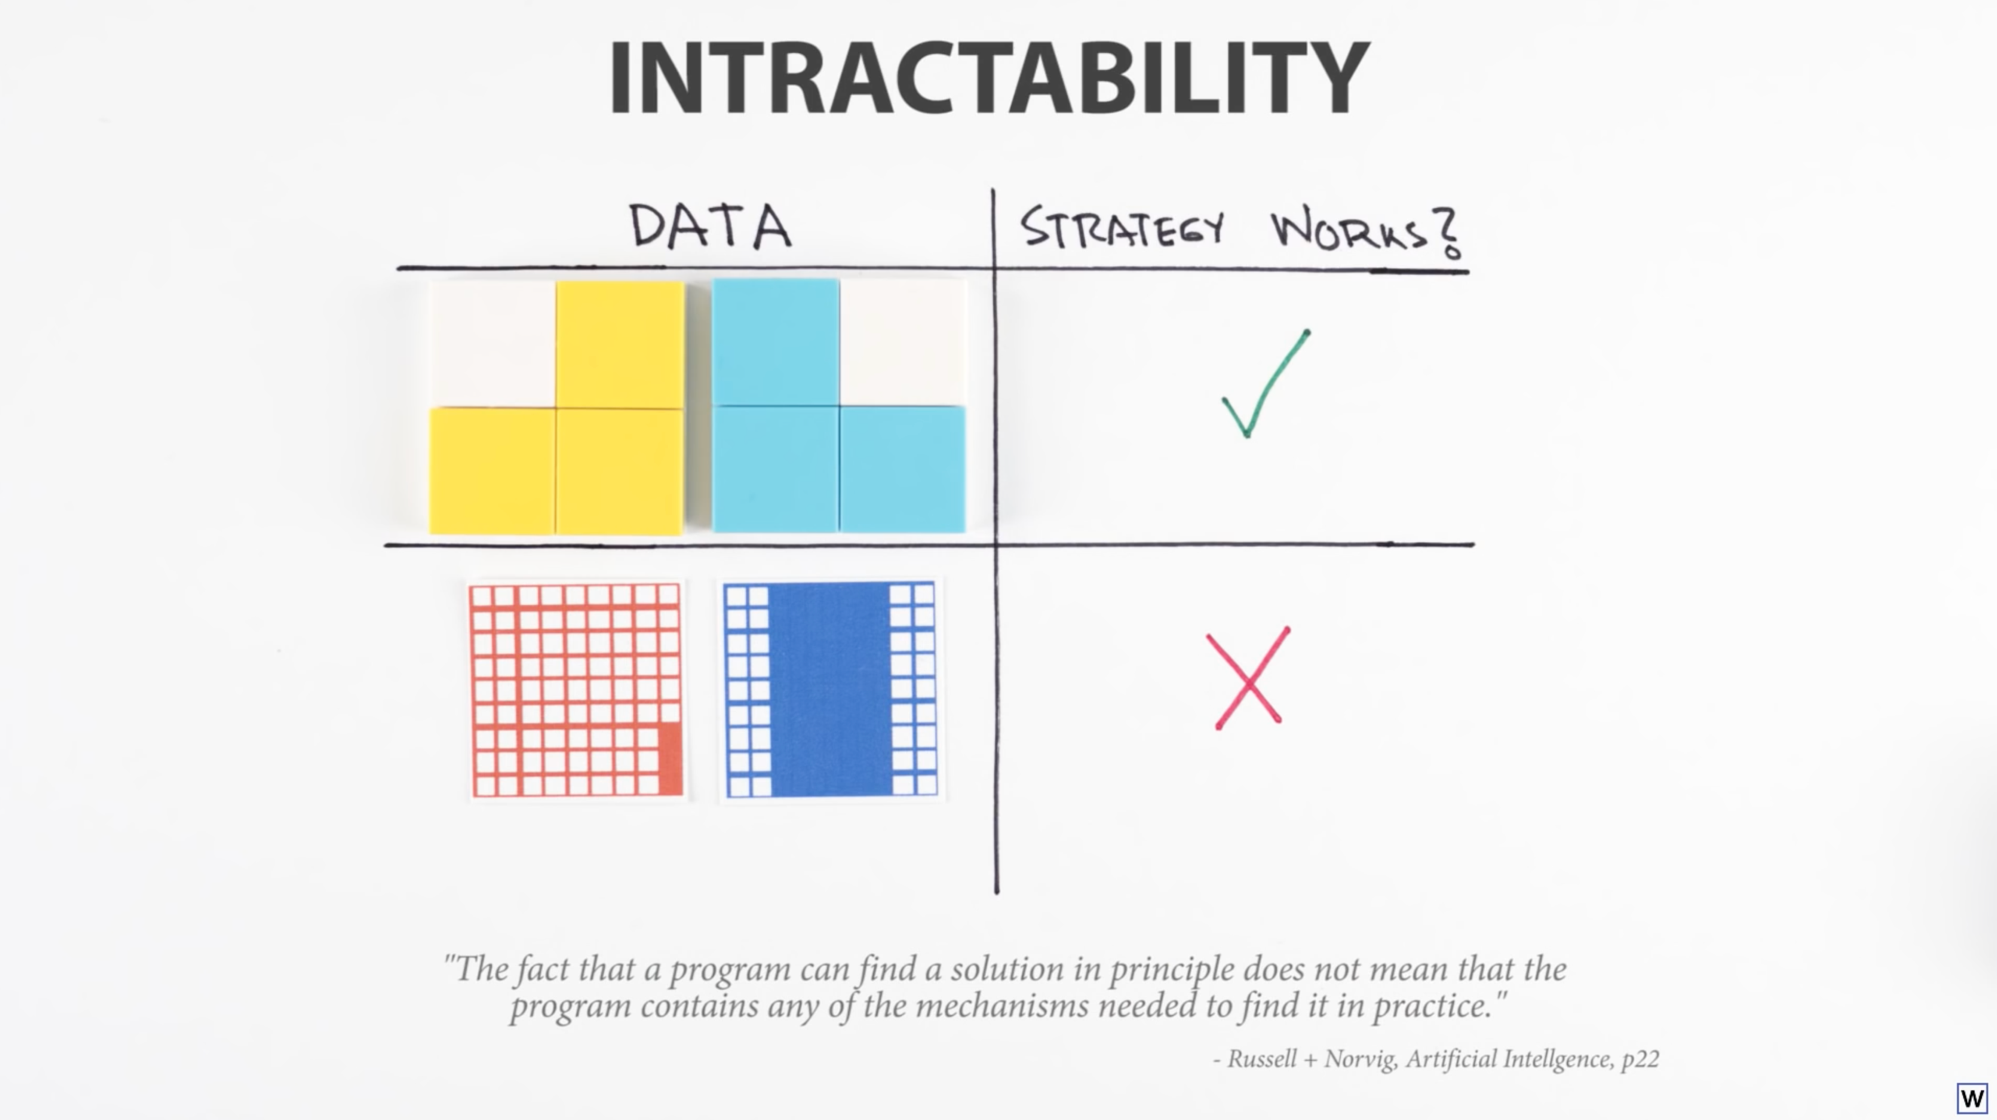 INTRACTABILITY
DATA
STRATEGY WORKS?
"The fact that a program can find a solution in principle does not mean that the
program contains any of the mechanisms needed to find it in practice."
- Russell + Norvig, Artificial Intellgence, p22
W